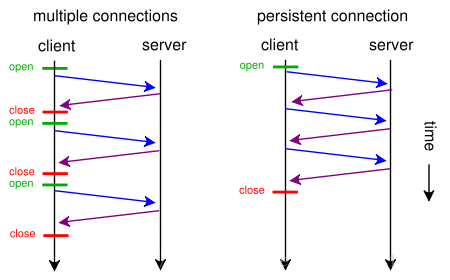 multiple connections
client server
open
close
open
close
open
close
persistent connection
client server
open
close
time